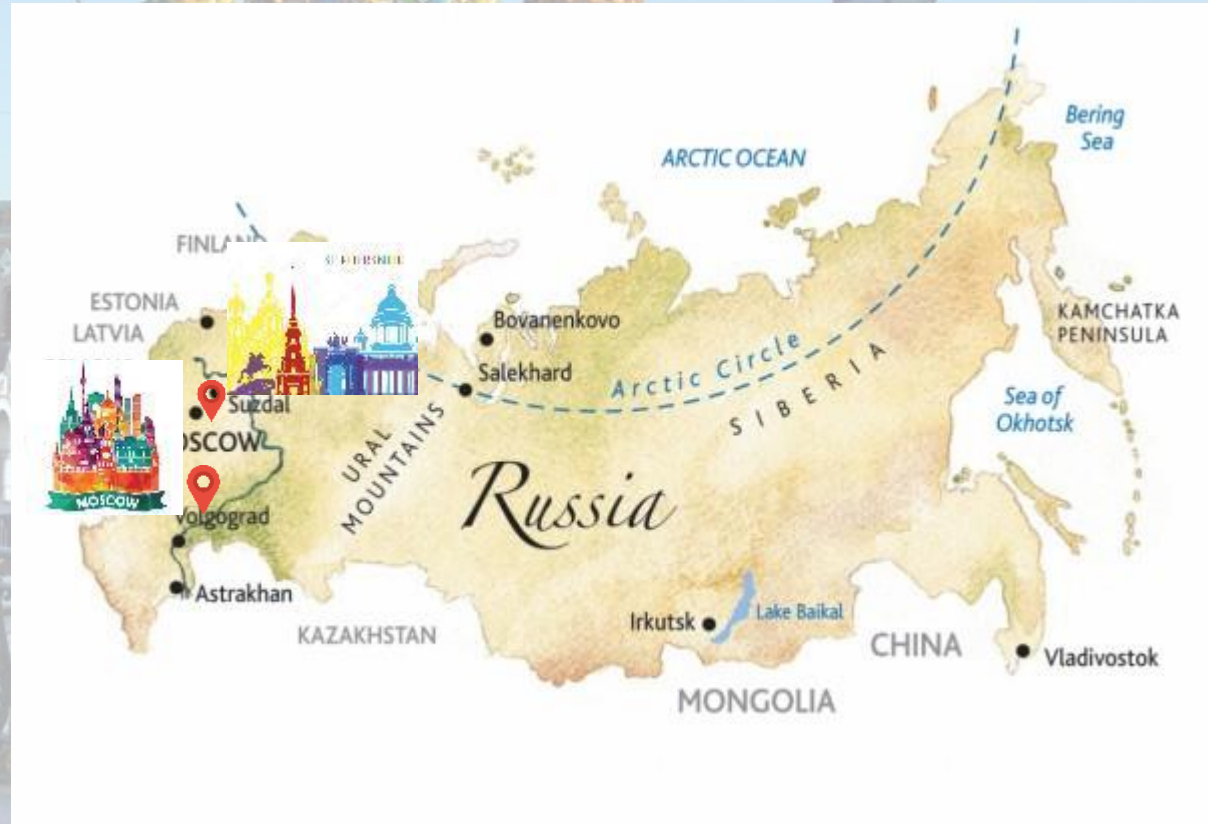 Bering
Sea
ARCTIC OCEAN
FINLAND
ESTONIA
LATVIA
Bovanenkovo
KAMCHATKA
PENINSULA
Salekhard
Arctic Circle
SIBERIA
Sea of
Okhotsk
Suzdal
OSCOW
URAL
MOUNTAINS
Russia
MOSCOW
Volgograd
Astrakhan
Irkutsk
Lake Baikal
KAZAKHSTAN
CHINA
Vladivostok
MONGOLIA